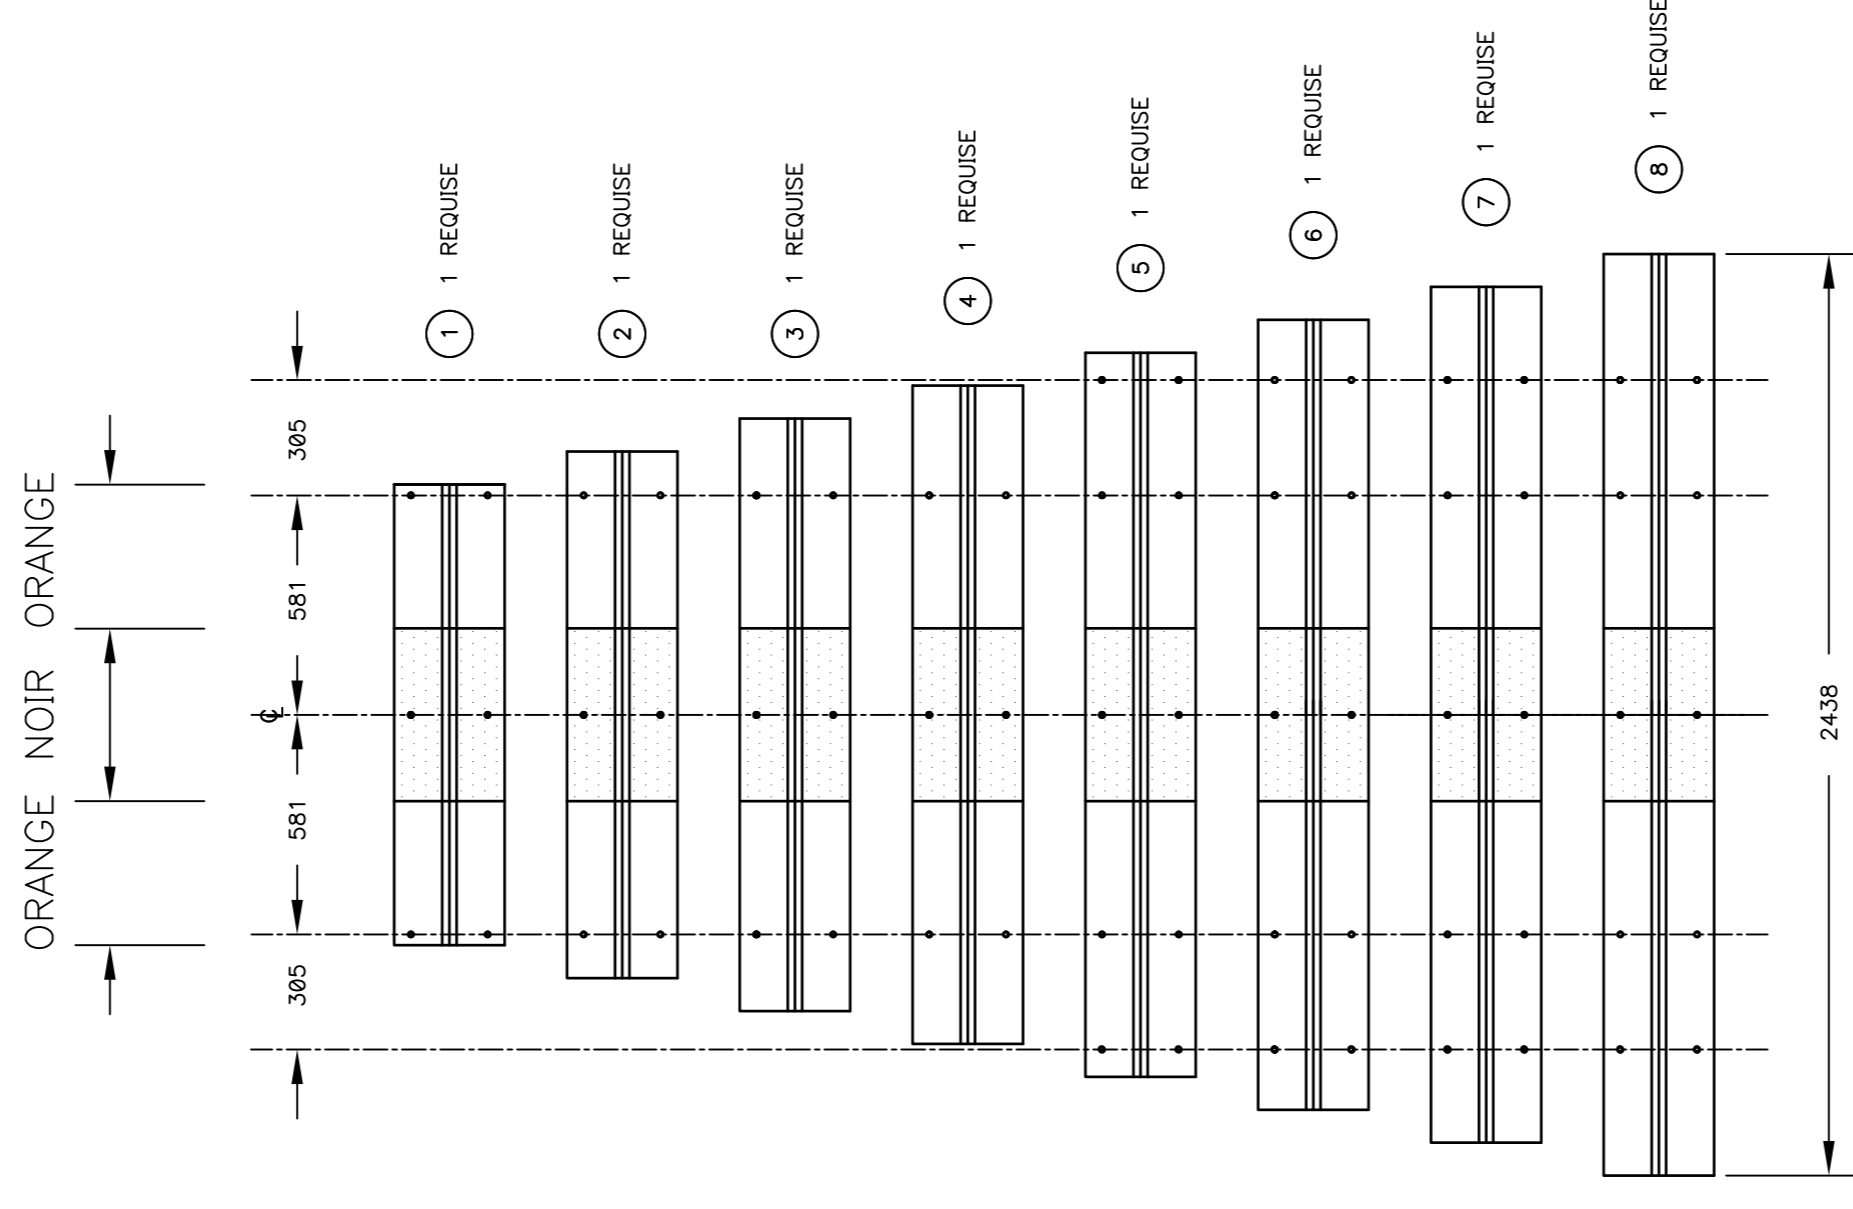 ORANGE NOIR ORANGE
305
581
℄
581
305
1 1 REQUISE
2 1 REQUISE
3 1 REQUISE
4 1 REQUISE
5 1 REQUISE
6 1 REQUISE
7 1 REQUISE
8 1 REQUISE
2438